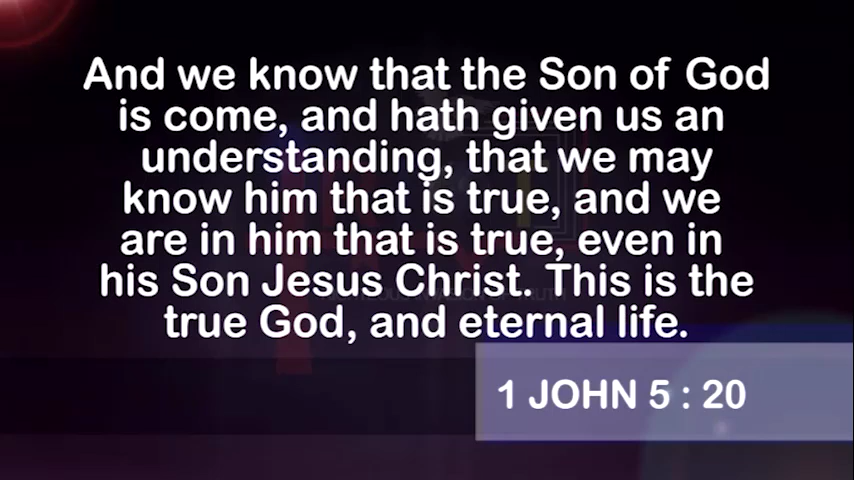 And we know that the Son of God
is come, and hath given us an
understanding, that we may
know him that is true, and we
are in him that is true, even in
his Son Jesus Christ. This is the
true God, and eternal life.
1 JOHN 5 : 20